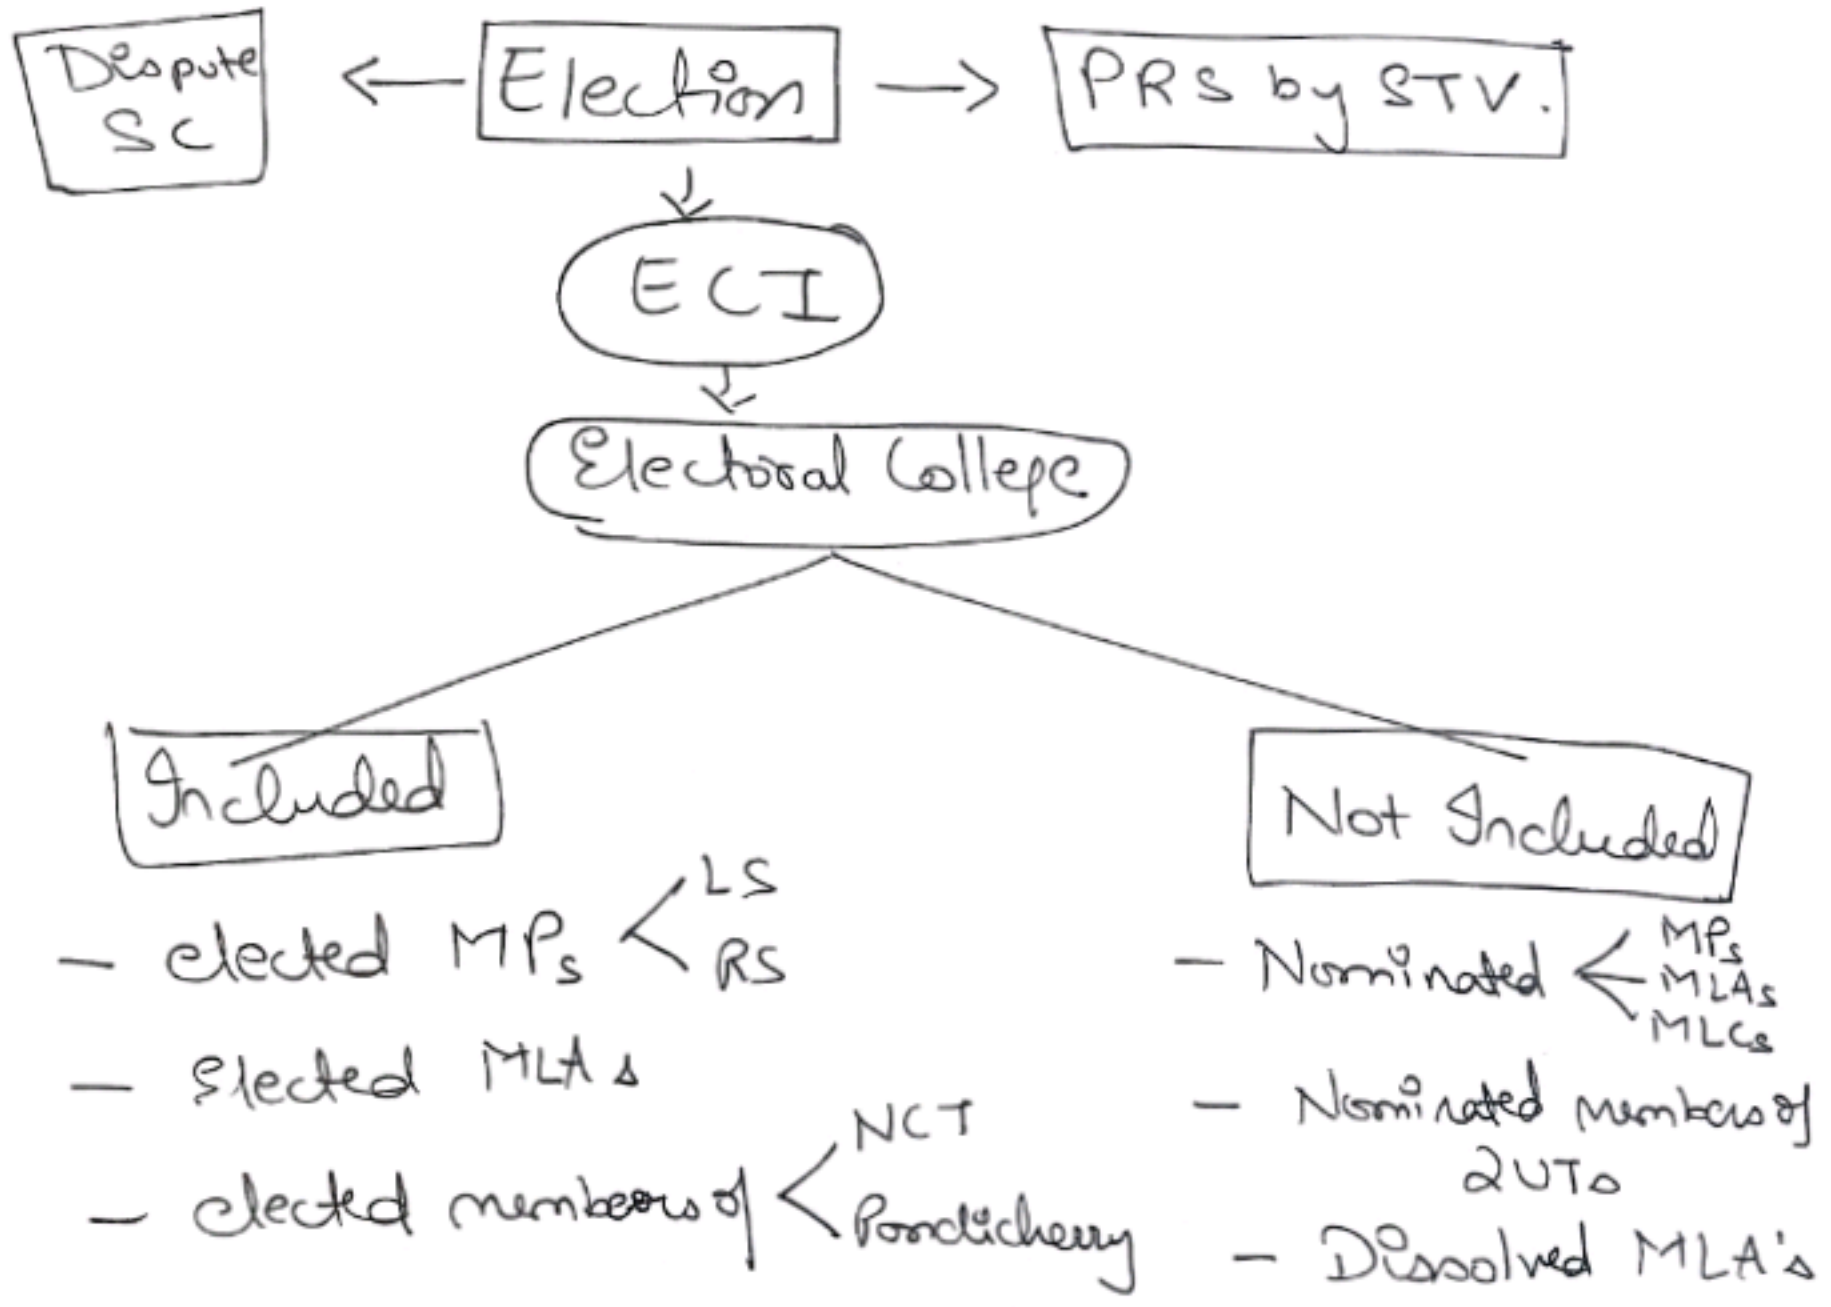 Dispute
SC
Election
PRS by STV.
ECI
Electoral College
Included
- elected MPs
LS
RS
- Elected MLAs
- elected members of
NCT
Pondicherry
Not Included
- Nominated
MPs
MLAs
MLCs
- Nominated members of
2UTs
- Dissolved MLA's